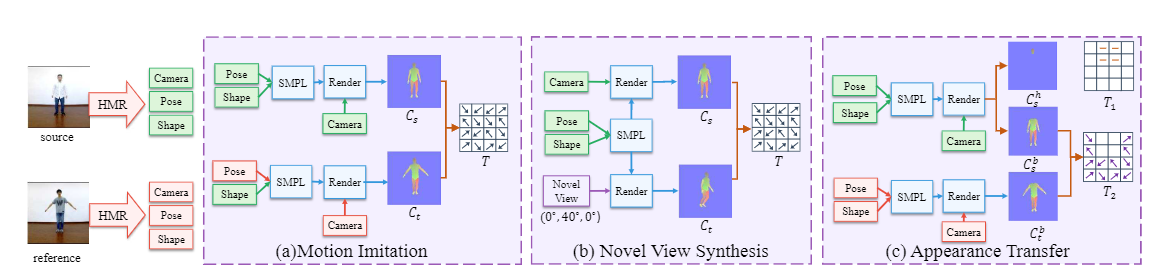 source
HMR
Camera
Pose
Shape
reference
HMR
Camera
Pose
Shape
Pose
Shape
SMPL
Render
Camera
C_s
Pose
Shape
SMPL
Render
Camera
C_t
T
(a)Motion Imitation
Camera
Render
C_s
Pose
Shape
SMPL
Novel
View
(0°, 40°, 0°)
Render
C_t
T
(b) Novel View Synthesis
Pose
Shape
SMPL
Render
Camera
C_s^h
C_s^b
T_1
Pose
Shape
SMPL
Render
Camera
C_t^b
T_2
(c) Appearance Transfer